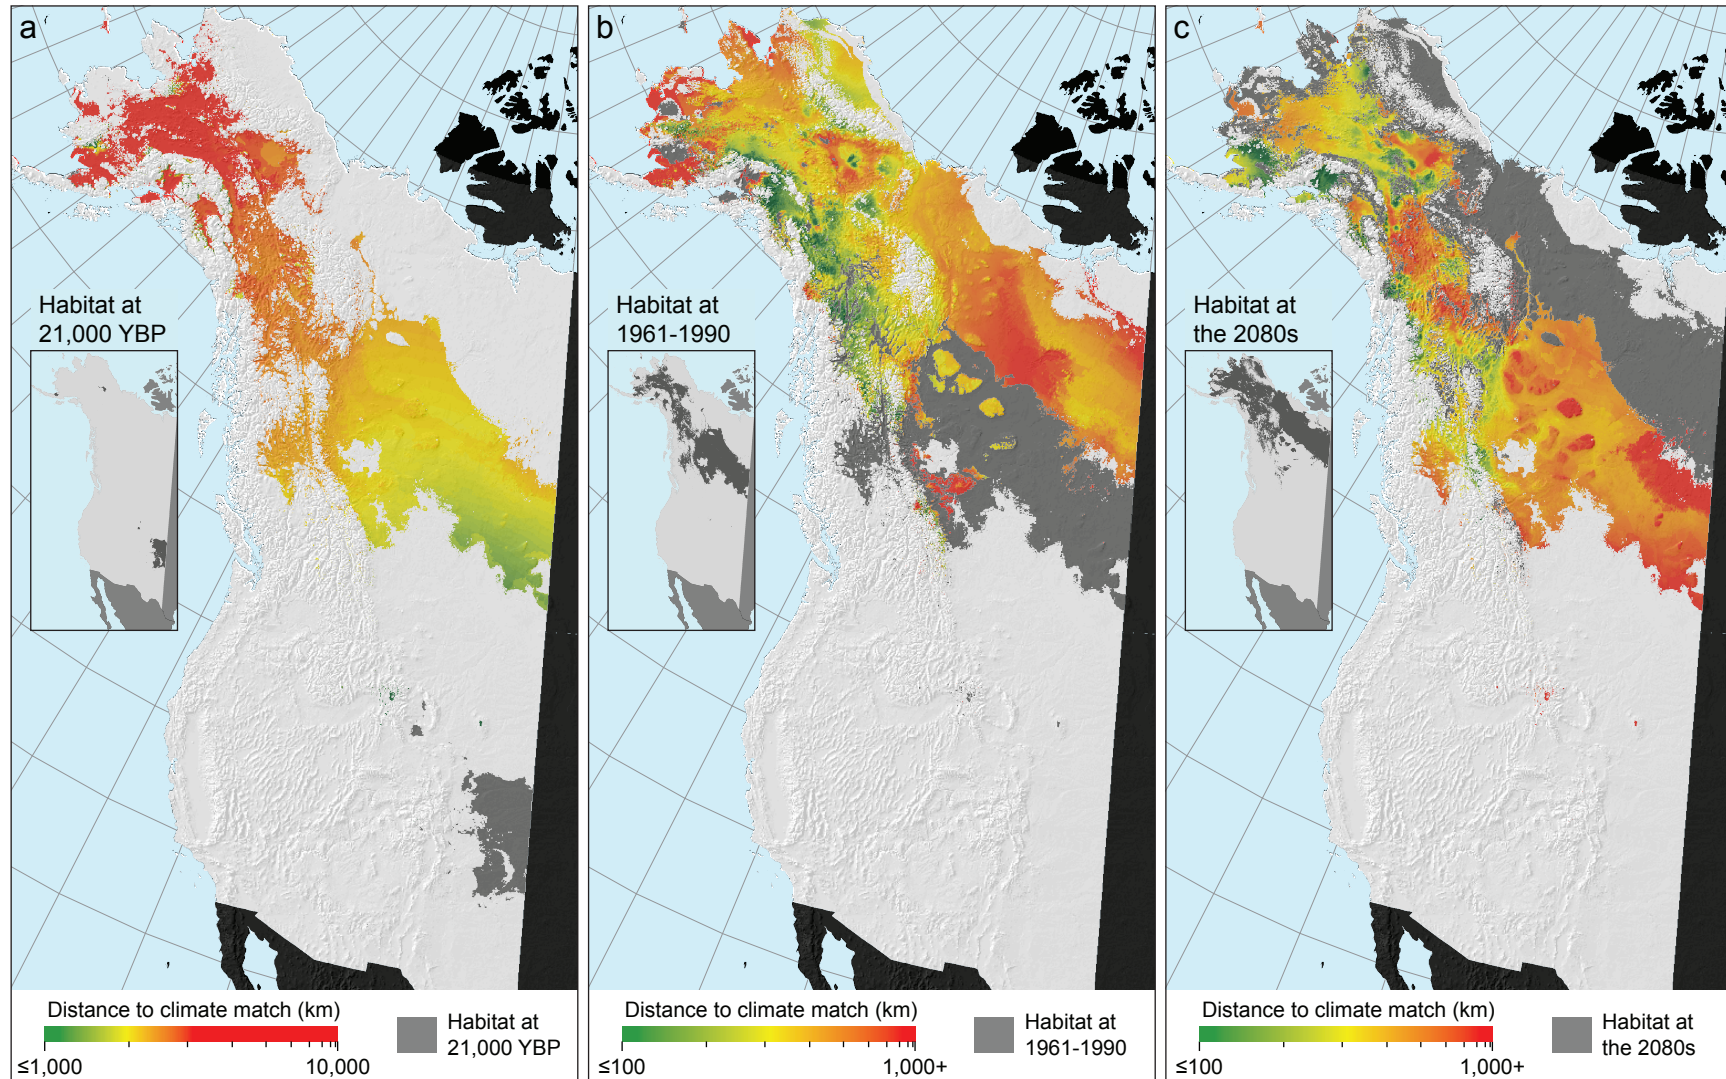 a
Habitat at
21,000 YBP
Distance to climate match (km)
≤1,000
10,000
Habitat at
21,000 YBP
b
Habitat at
1961-1990
Distance to climate match (km)
≤100
1,000+
Habitat at
1961-1990
c
Habitat at
the 2080s
Distance to climate match (km)
≤100
1,000+
Habitat at
the 2080s